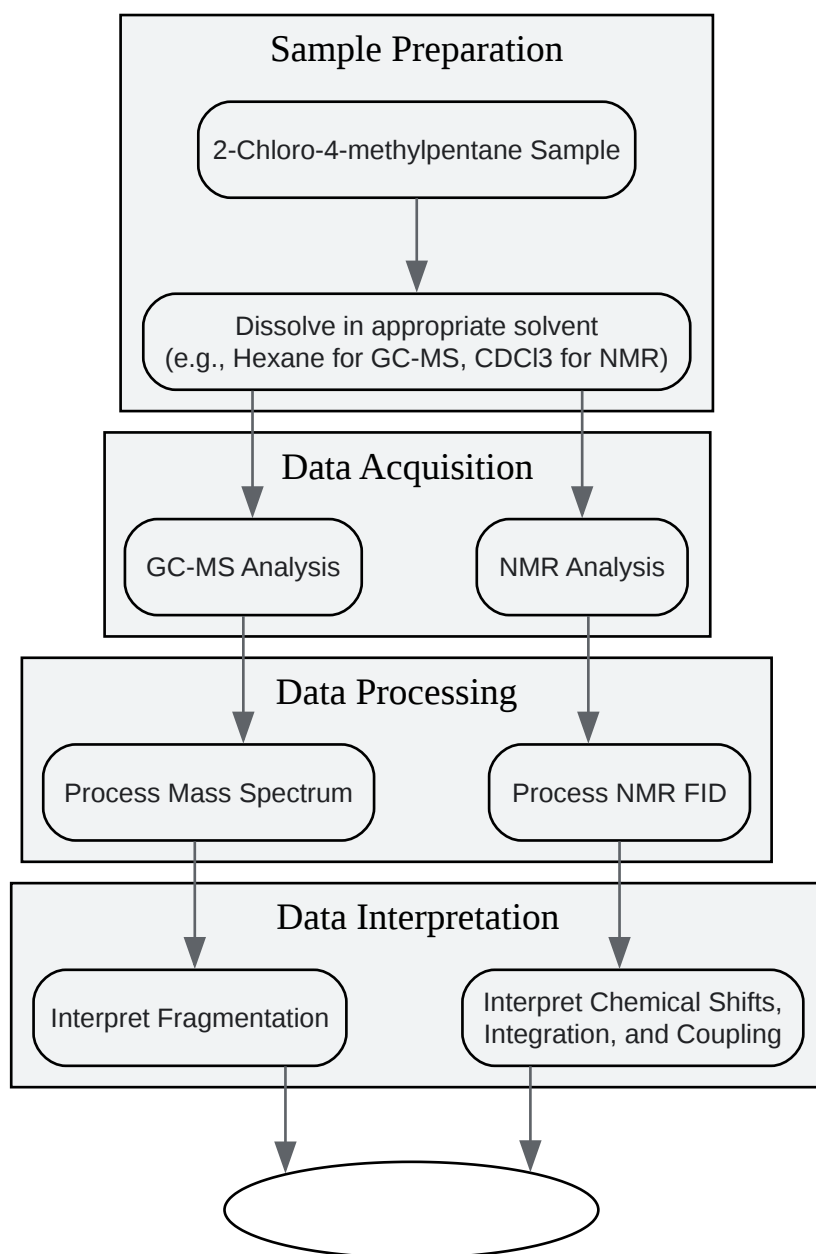 Sample Preparation
2-Chloro-4-methylpentane Sample
Dissolve in appropriate solvent
(e.g., Hexane for GC-MS, CDCl3 for NMR)
Data Acquisition
GC-MS Analysis
NMR Analysis
Data Processing
Process Mass Spectrum
Process NMR FID
Data Interpretation
Interpret Fragmentation
Interpret Chemical Shifts,
Integration, and Coupling